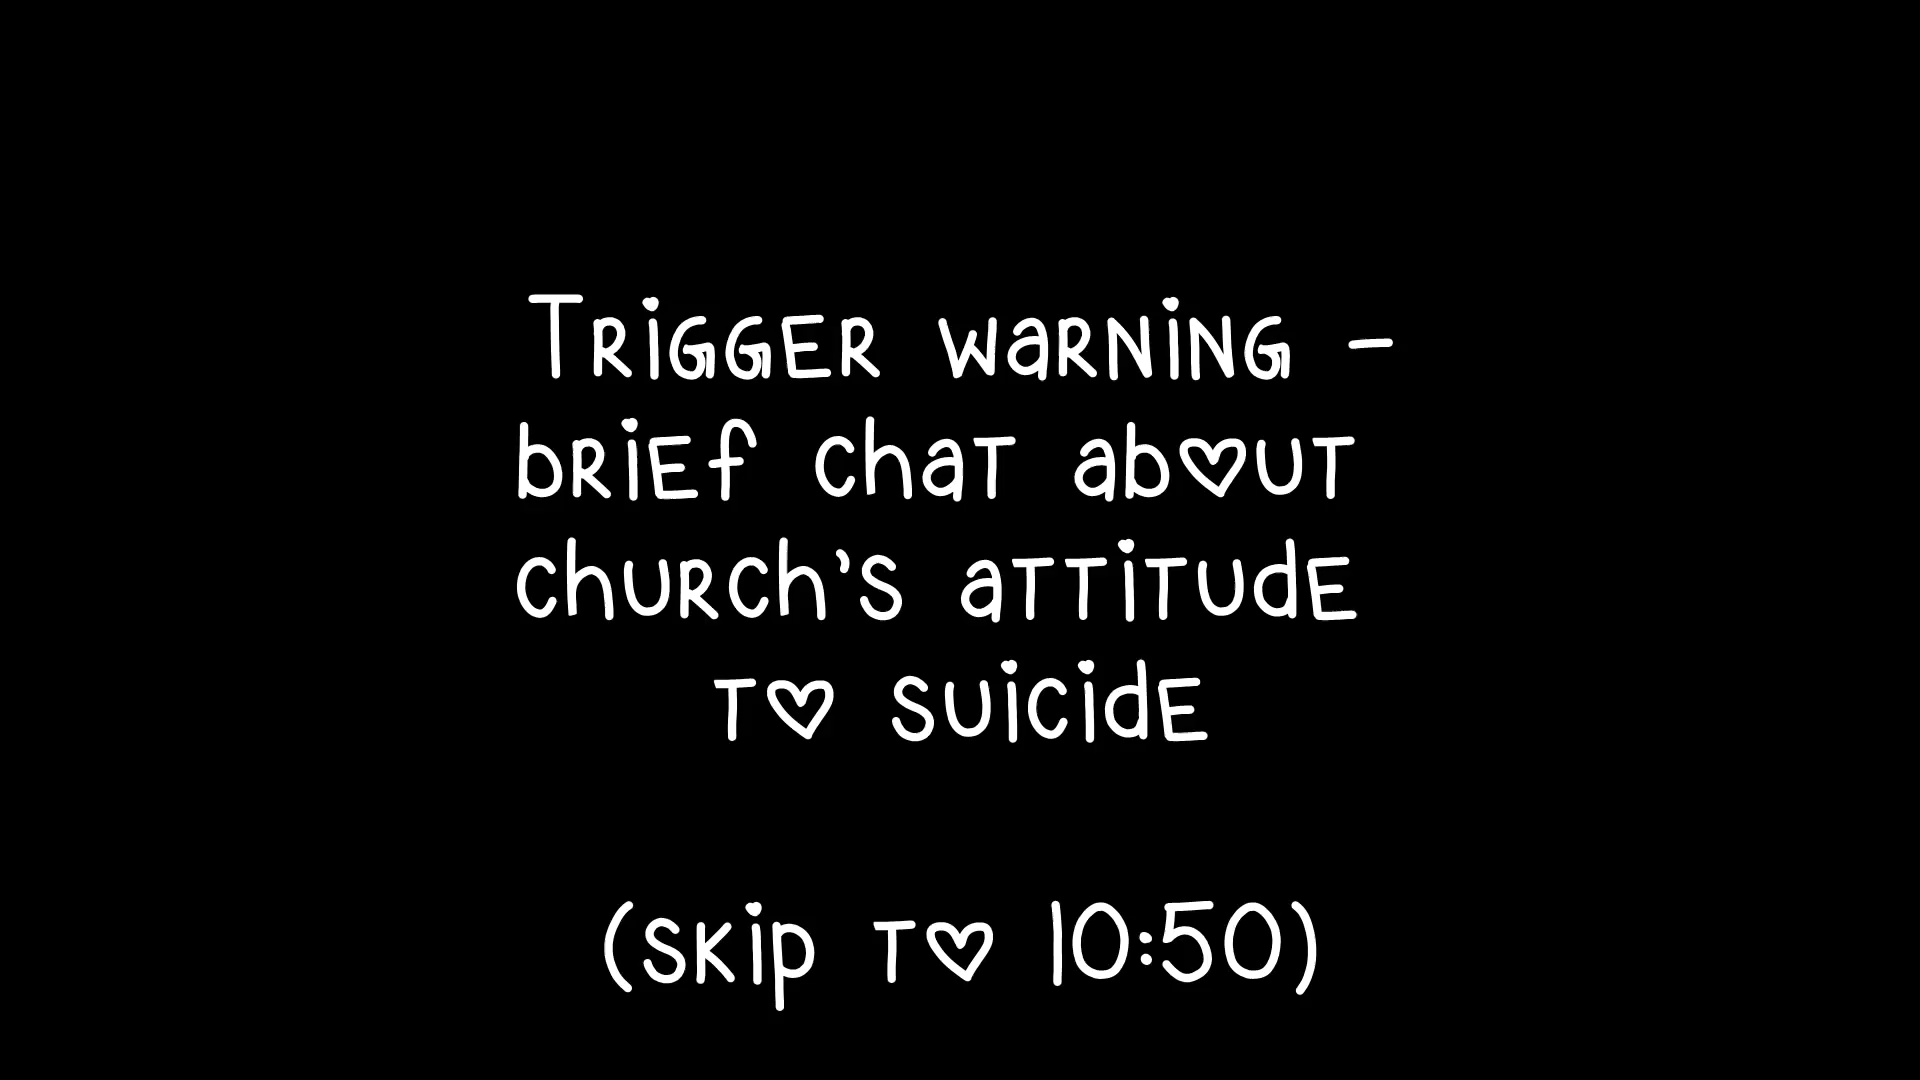 Trigger warning -
brief chat about
church's attitude
to suicide
(skip to 10:50)